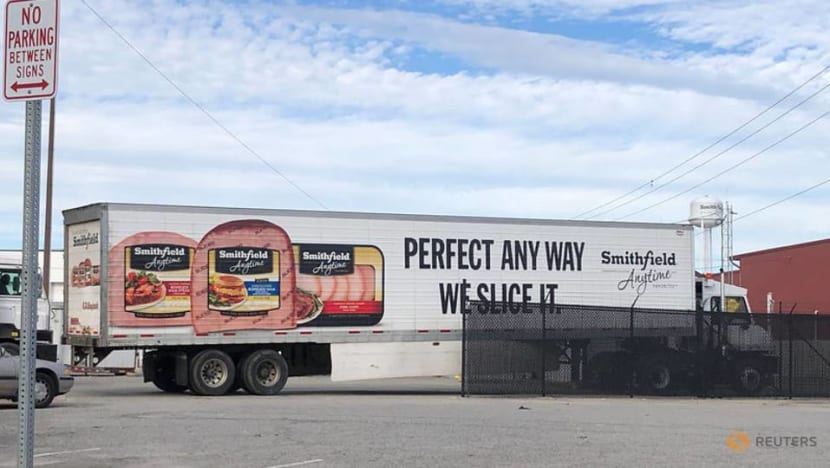 NO
PARKING
BETWEEN
SIGNS
Smithfield
Smithfield
Anytime
Smithfield
Anytime
Smithfield
Anytime
PERFECT ANY WAY
WE SLICE IT.
Smithfield
Anytime
Smithfield
REUTERS